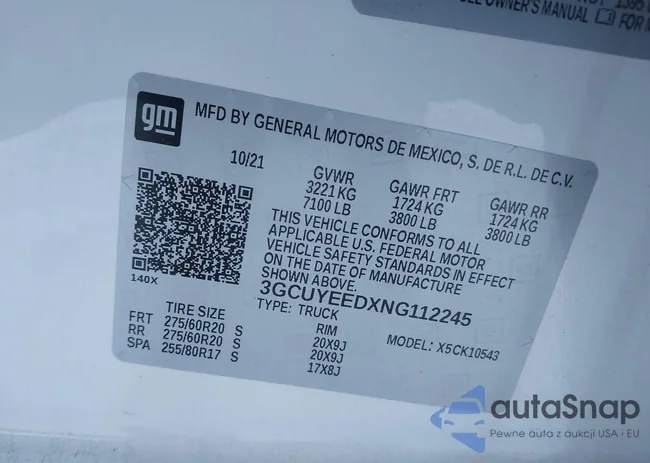 1395
SEE OWNER'S MANUAL FOR
gm
MFD BY GENERAL MOTORS DE MEXICO, S. DE R.L. DE C.V.
10/21 GVWR GAWR FRT GAWR RR
3221 KG 1724 KG 1724 KG
7100 LB 3800 LB 3800 LB
THIS VEHICLE CONFORMS TO ALL
APPLICABLE U.S. FEDERAL MOTOR
VEHICLE SAFETY STANDARDS IN EFFECT
ON THE DATE OF MANUFACTURE
SHOWN ABOVE.
140X
3GCUYEEDXNG112245
TYPE: TRUCK MODEL: X5CK10543
TIRE SIZE RIM
FRT 275/60R20 S 20X9J
RR 275/60R20 S 20X9J
SPA 255/80R17 S 17X8J
autaSnap
Pewne auta z aukcji USA i EU